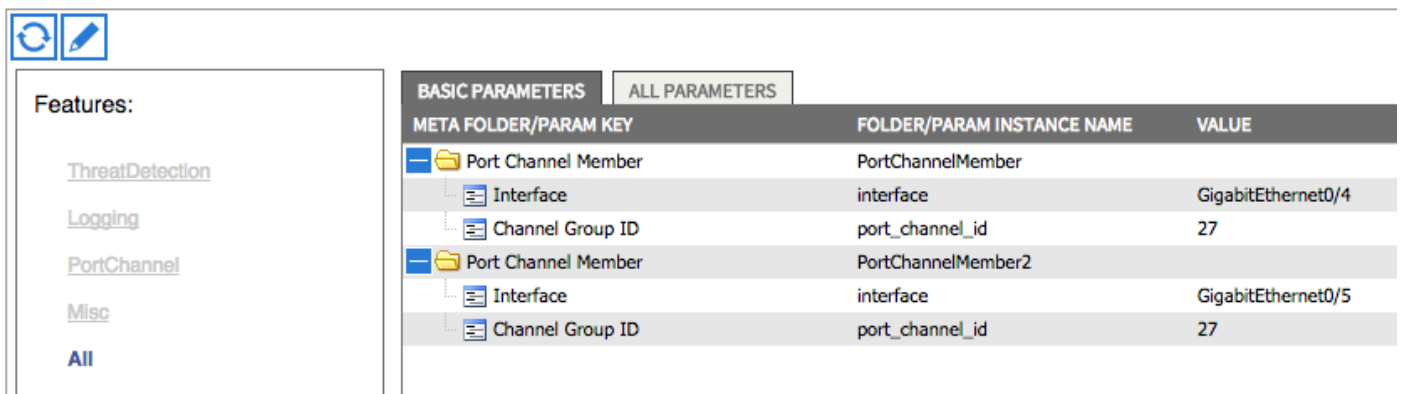 Features:
ThreatDetection
Logging
PortChannel
Misc
All
BASIC PARAMETERS ALL PARAMETERS
META FOLDER/PARAM KEY FOLDER/PARAM INSTANCE NAME VALUE
Port Channel Member PortChannelMember
Interface interface GigabitEthernet0/4
Channel Group ID port_channel_id 27
Port Channel Member PortChannelMember2
Interface interface GigabitEthernet0/5
Channel Group ID port_channel_id 27